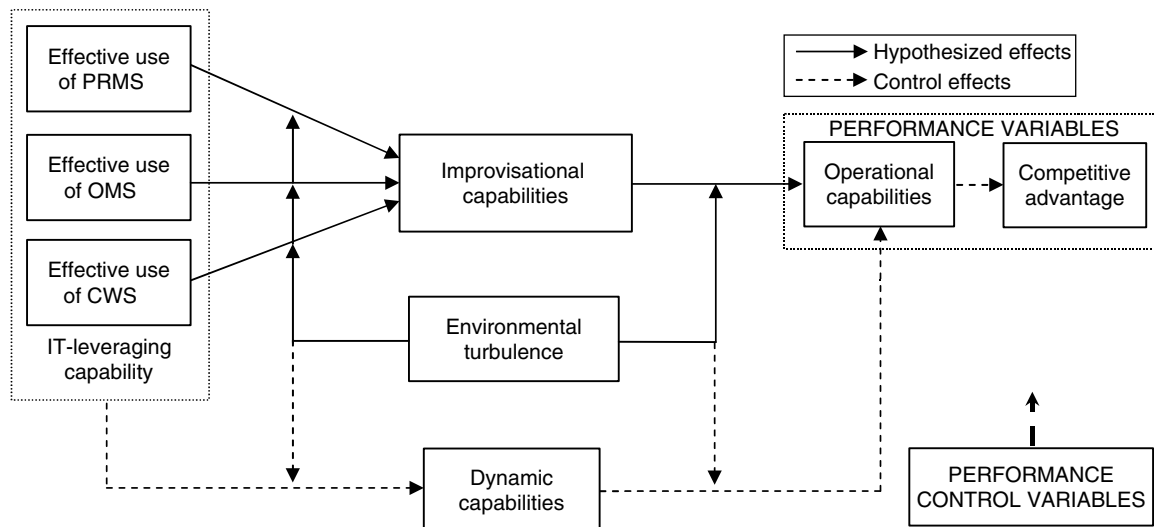 Effective use
of PRMS
Effective use
of OMS
Effective use
of CWS
IT-leveraging
capability
Improvisational
capabilities
Environmental
turbulence
Dynamic
capabilities
Hypothesized effects
Control effects
PERFORMANCE VARIABLES
Operational
capabilities
Competitive
advantage
PERFORMANCE
CONTROL VARIABLES